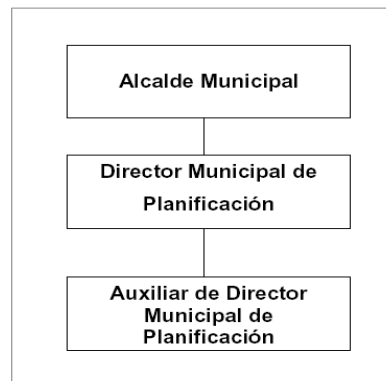 Alcalde Municipal
Director Municipal de
Planificación
Auxiliar de Director
Municipal de
Planificación